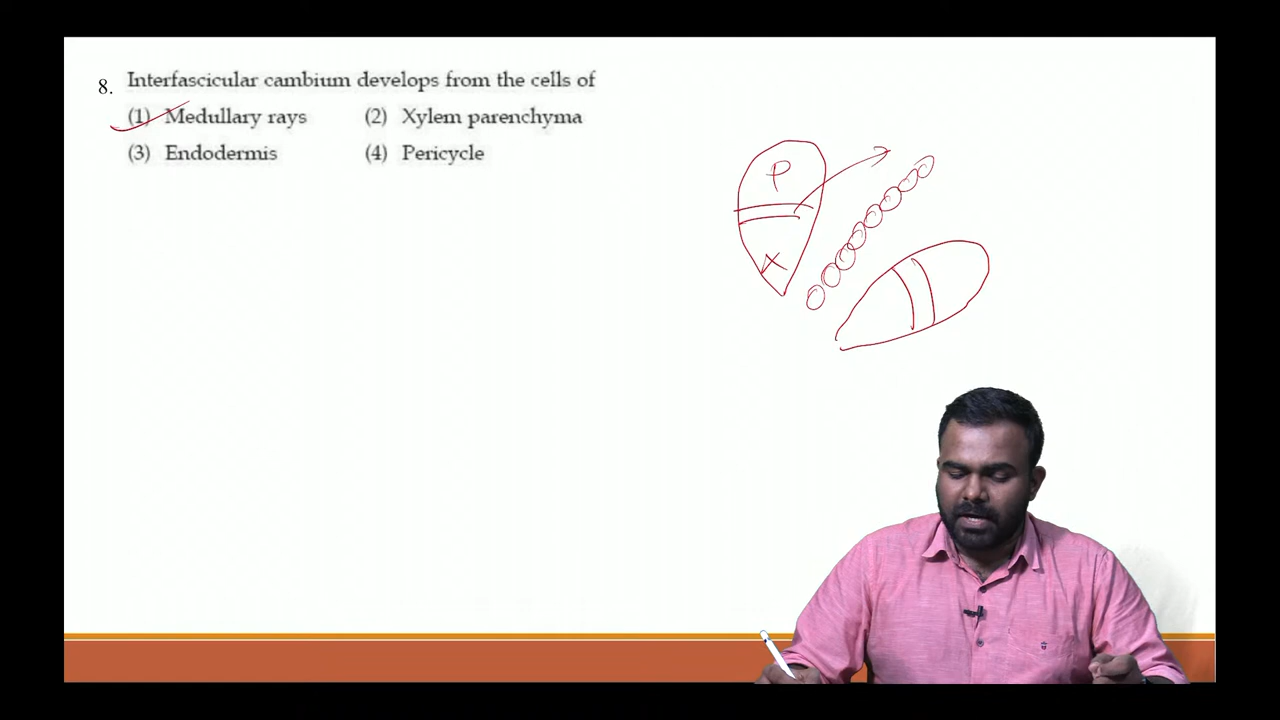 8. Interfascicular cambium develops from the cells of
(1) Medullary rays (2) Xylem parenchyma
(3) Endodermis (4) Pericycle
P
X